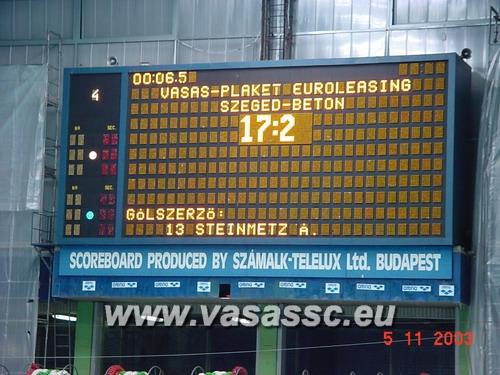 00:06.5
4
VASAS-PLAKET EUROLEASING
SZEGED-BETON
17:2
GóLSZERZő:
13 STEINMETZ Á.
SCOREBOARD PRODUCED BY SZÁMALK-TELELUX Ltd. BUDAPEST
www.vasassc.eu
5 11 2003